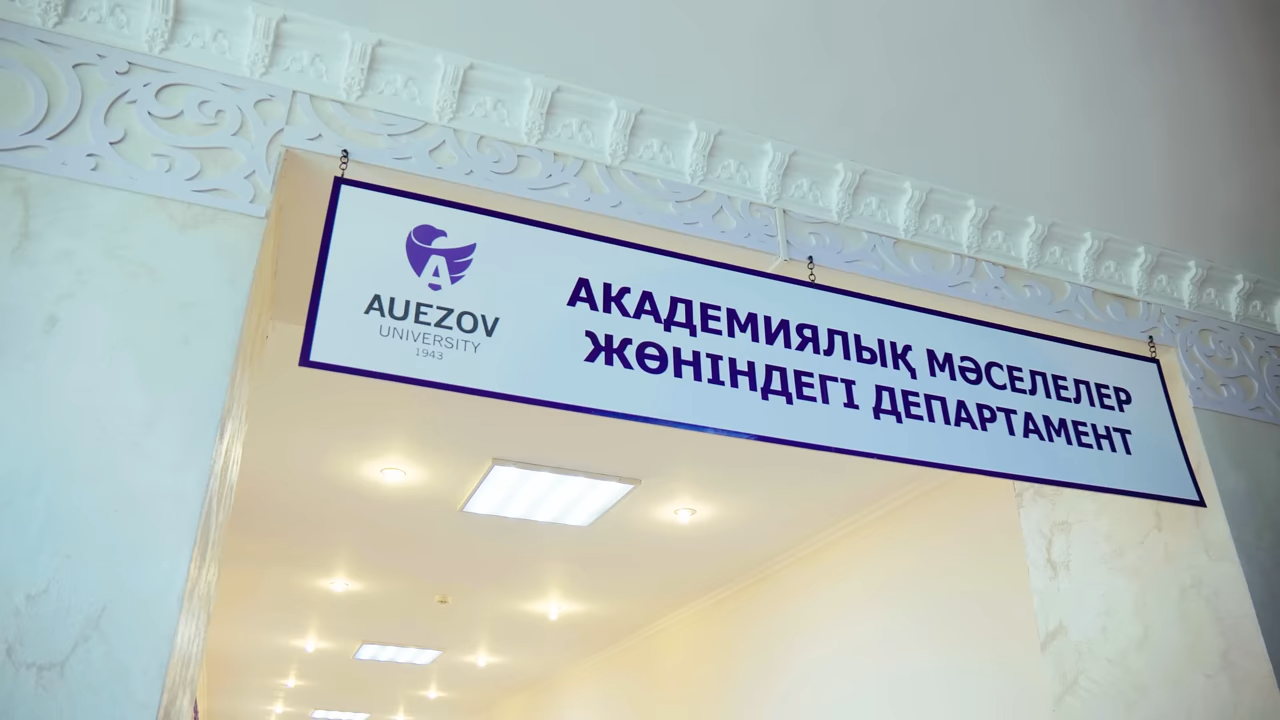 AUEZOV
UNIVERSITY
1943
АКАДЕМИЯЛЫҚ МӘСЕЛЕЛЕР
ЖӨНІНДЕГІ ДЕПАРТАМЕНТ